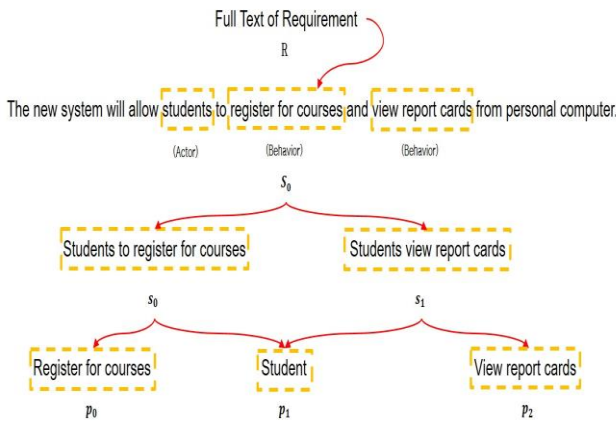 Full Text of Requirement
R
The new system will allow students to register for courses and view report cards from personal computer.
(Actor) (Behavior) (Behavior)
S0
Students to register for courses Students view report cards
s0 s1
Register for courses Student View report cards
p0 p1 p2